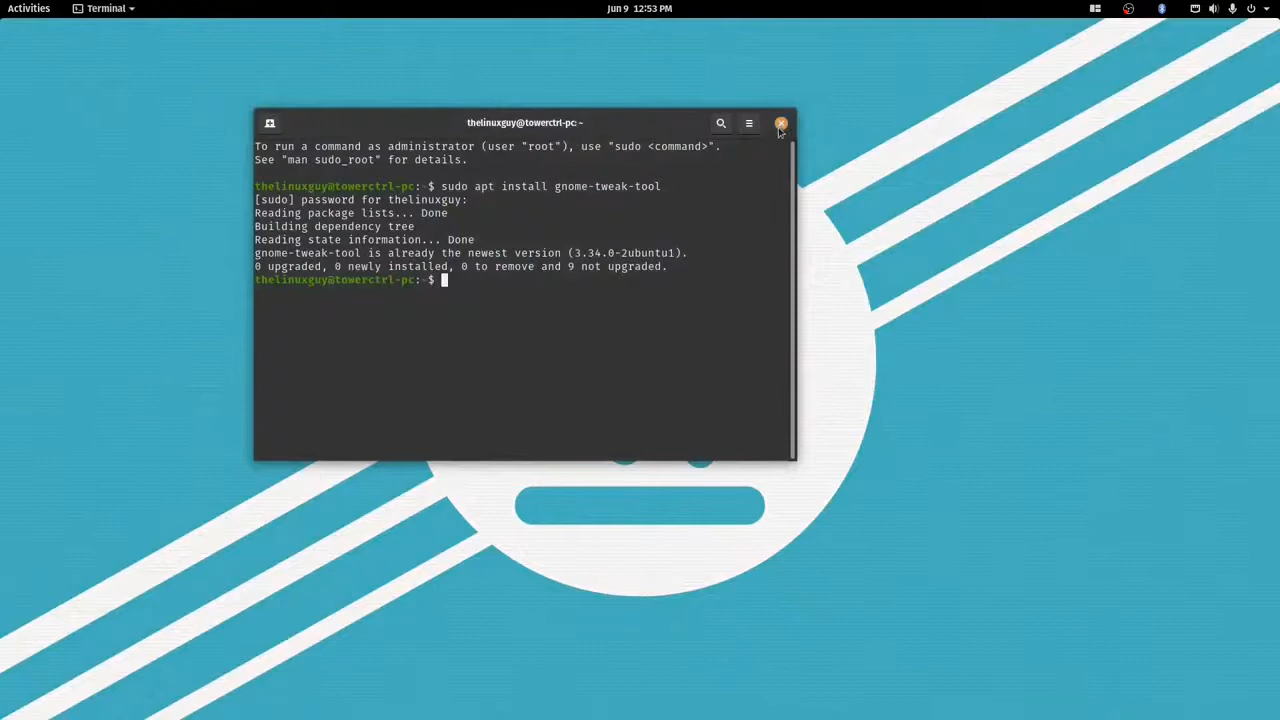 Activities
Terminal
Jun 9 12:53 PM
thelinuxguy@towerctrl-pc: ~
To run a command as administrator (user "root"), use "sudo <command>".
See "man sudo_root" for details.
thelinuxguy@towerctrl-pc:~$ sudo apt install gnome-tweak-tool
[sudo] password for thelinuxguy:
Reading package lists... Done
Building dependency tree
Reading state information... Done
gnome-tweak-tool is already the newest version (3.34.0-2ubuntu1).
0 upgraded, 0 newly installed, 0 to remove and 9 not upgraded.
thelinuxguy@towerctrl-pc:~$